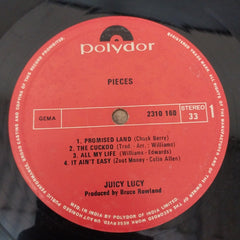 polydor
PIECES
GEMA
2310 160
STEREO
33
1
1. PROMISED LAND (Chuck Berry)
2. THE CUCKOO (Trad. - Arr. : Williams)
3. ALL MY LIFE (Williams-Edwards)
4. IT AIN'T EASY (Zoot Money-Colin Allen)
JUICY LUCY
Produced by Bruce Rowland
MADE IN INDIA BY POLYDOR OF INDIA LTD.